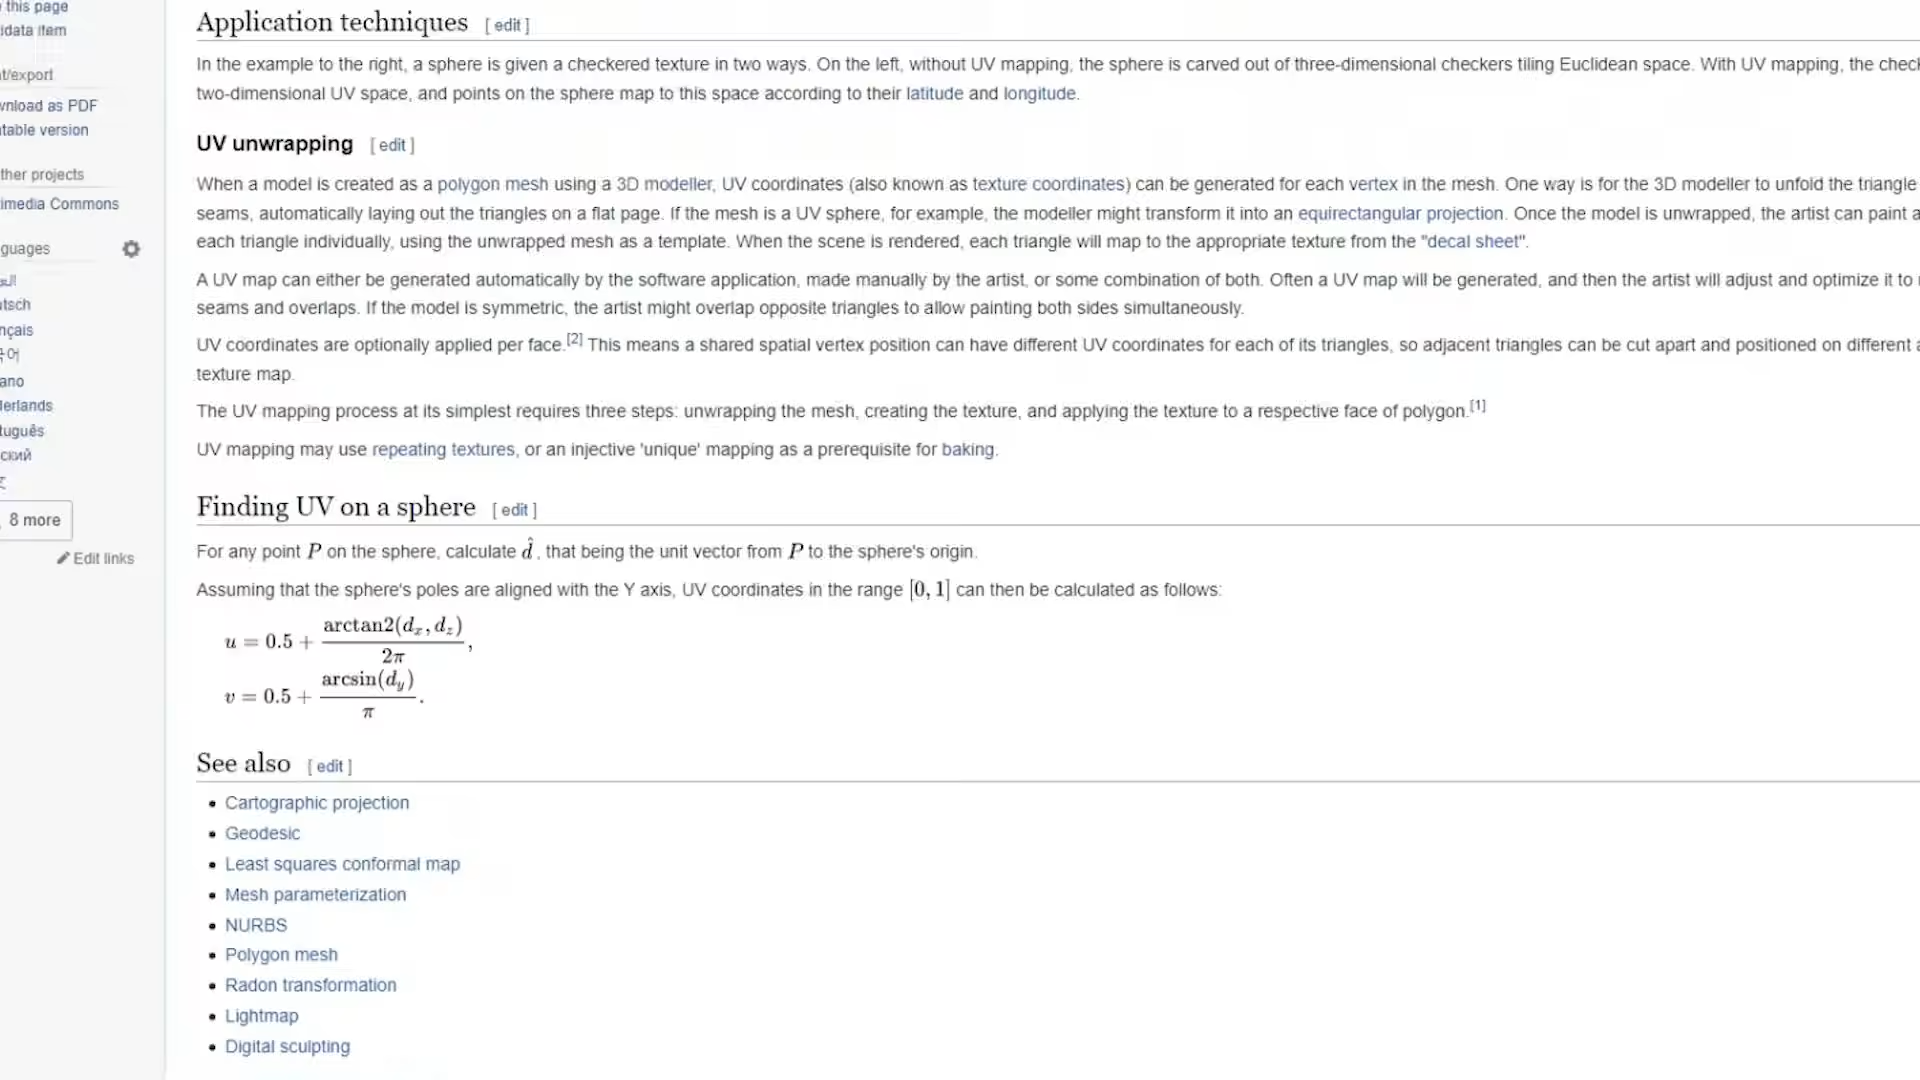 this page
idata item
t/export
wnload as PDF
table version
ther projects
imedia Commons
guages
utsch
nçais
ano
lerlands
tuguês
ский
8 more
Edit links
Application techniques [ edit ]
In the example to the right, a sphere is given a checkered texture in two ways. On the left, without UV mapping, the sphere is carved out of three-dimensional checkers tiling Euclidean space. With UV mapping, the check
two-dimensional UV space, and points on the sphere map to this space according to their latitude and longitude.
UV unwrapping [ edit ]
When a model is created as a polygon mesh using a 3D modeller, UV coordinates (also known as texture coordinates) can be generated for each vertex in the mesh. One way is for the 3D modeller to unfold the triangle
seams, automatically laying out the triangles on a flat page. If the mesh is a UV sphere, for example, the modeller might transform it into an equirectangular projection. Once the model is unwrapped, the artist can paint a
each triangle individually, using the unwrapped mesh as a template. When the scene is rendered, each triangle will map to the appropriate texture from the "decal sheet".
A UV map can either be generated automatically by the software application, made manually by the artist, or some combination of both. Often a UV map will be generated, and then the artist will adjust and optimize it to
seams and overlaps. If the model is symmetric, the artist might overlap opposite triangles to allow painting both sides simultaneously.
UV coordinates are optionally applied per face.[2] This means a shared spatial vertex position can have different UV coordinates for each of its triangles, so adjacent triangles can be cut apart and positioned on different a
texture map.
The UV mapping process at its simplest requires three steps: unwrapping the mesh, creating the texture, and applying the texture to a respective face of polygon.[1]
UV mapping may use repeating textures, or an injective 'unique' mapping as a prerequisite for baking.
Finding UV on a sphere [ edit ]
For any point P on the sphere, calculate d̂, that being the unit vector from P to the sphere's origin.
Assuming that the sphere's poles are aligned with the Y axis, UV coordinates in the range [0, 1] can then be calculated as follows:
u = 0.5 + arctan2(dx, dz) / 2π,
v = 0.5 + arcsin(dy) / π.
See also [ edit ]
Cartographic projection
Geodesic
Least squares conformal map
Mesh parameterization
NURBS
Polygon mesh
Radon transformation
Lightmap
Digital sculpting